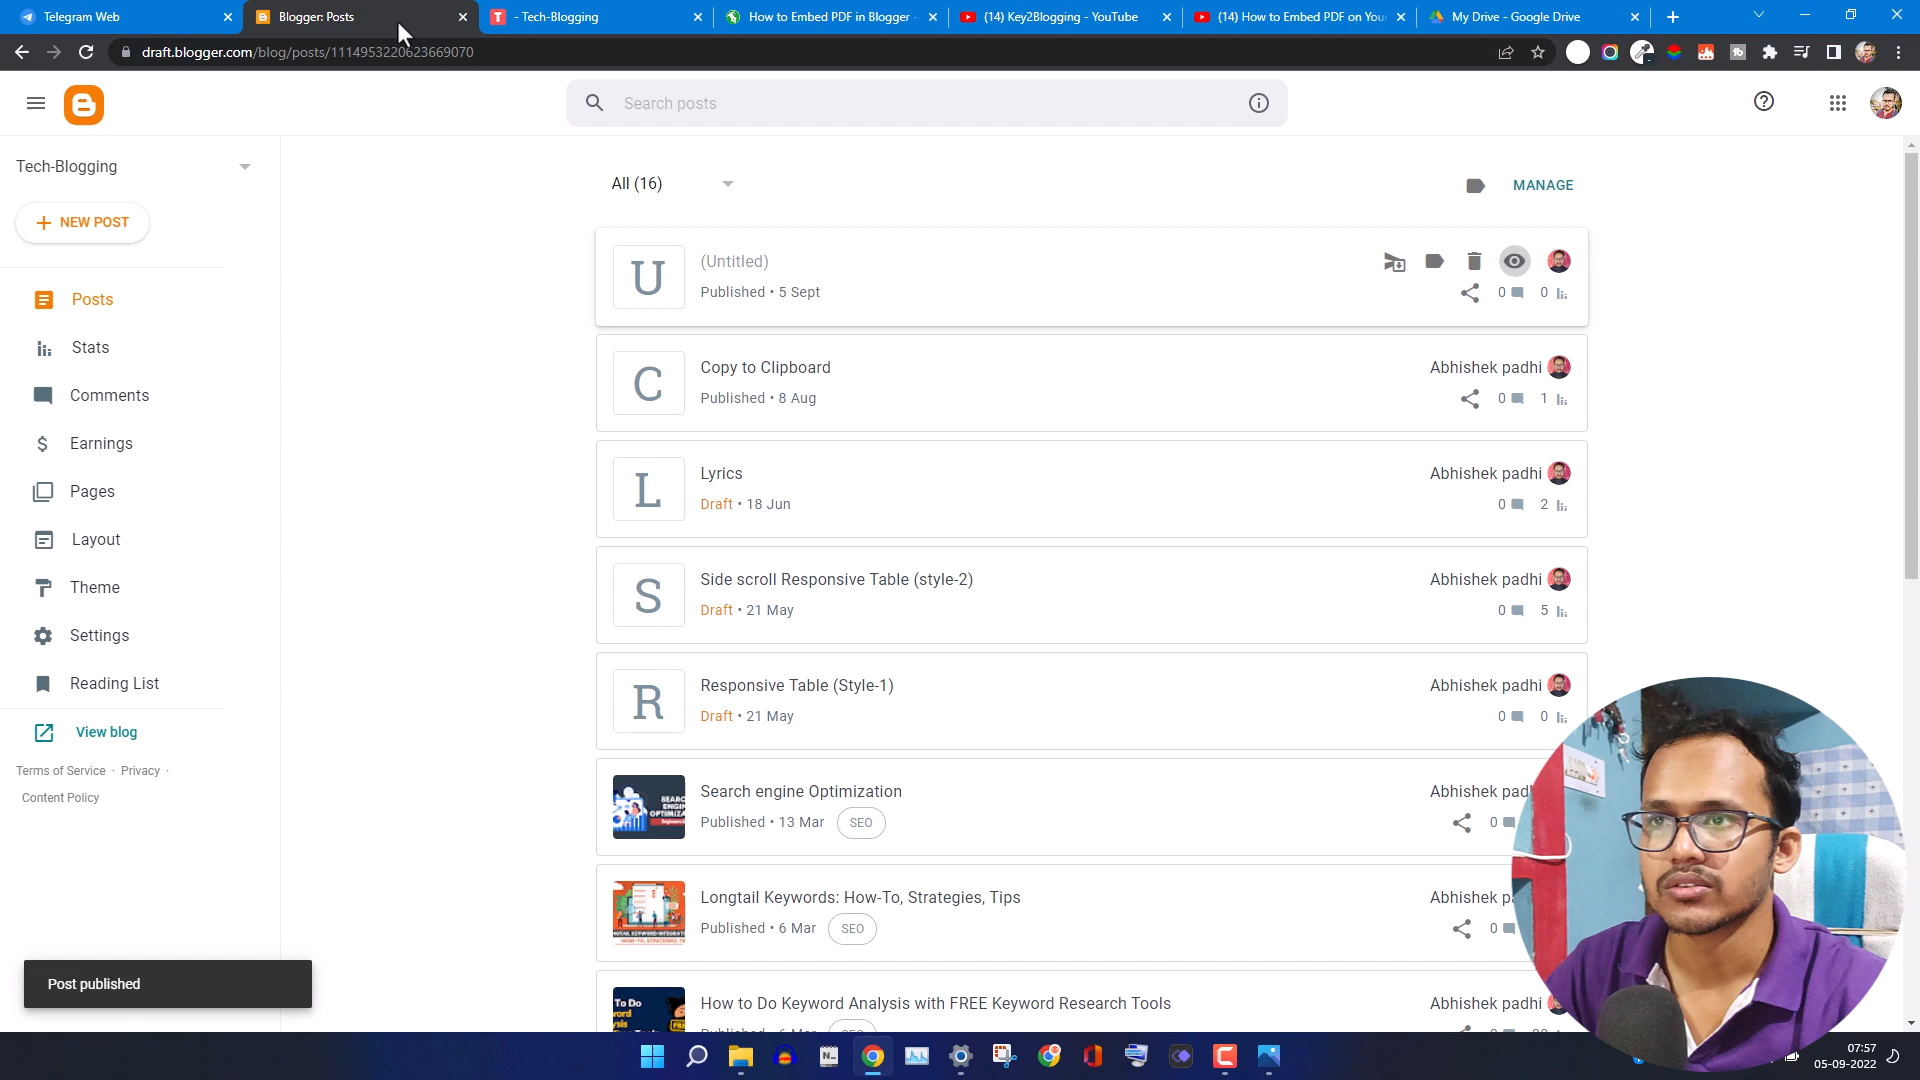 Telegram Web
Blogger: Posts
- Tech-Blogging
How to Embed PDF in Blogger -
(14) Key2Blogging - YouTube
(14) How to Embed PDF on You
My Drive - Google Drive
draft.blogger.com/blog/posts/1114953220623669070
Search posts
Tech-Blogging
NEW POST
Posts
Stats
Comments
Earnings
Pages
Layout
Theme
Settings
Reading List
View blog
Terms of Service · Privacy ·
Content Policy
All (16)
MANAGE
U
(Untitled)
Published • 5 Sept
0 0
C
Copy to Clipboard
Abhishek padhi
Published • 8 Aug
0 1
L
Lyrics
Abhishek padhi
Draft • 18 Jun
0 2
S
Side scroll Responsive Table (style-2)
Abhishek padhi
Draft • 21 May
0 5
R
Responsive Table (Style-1)
Abhishek padhi
Draft • 21 May
0 0
Search engine Optimization
Published • 13 Mar SEO
0
Longtail Keywords: How-To, Strategies, Tips
Published • 6 Mar SEO
0
How to Do Keyword Analysis with FREE Keyword Research Tools
Abhishek padhi
Post published
07:57
05-09-2022